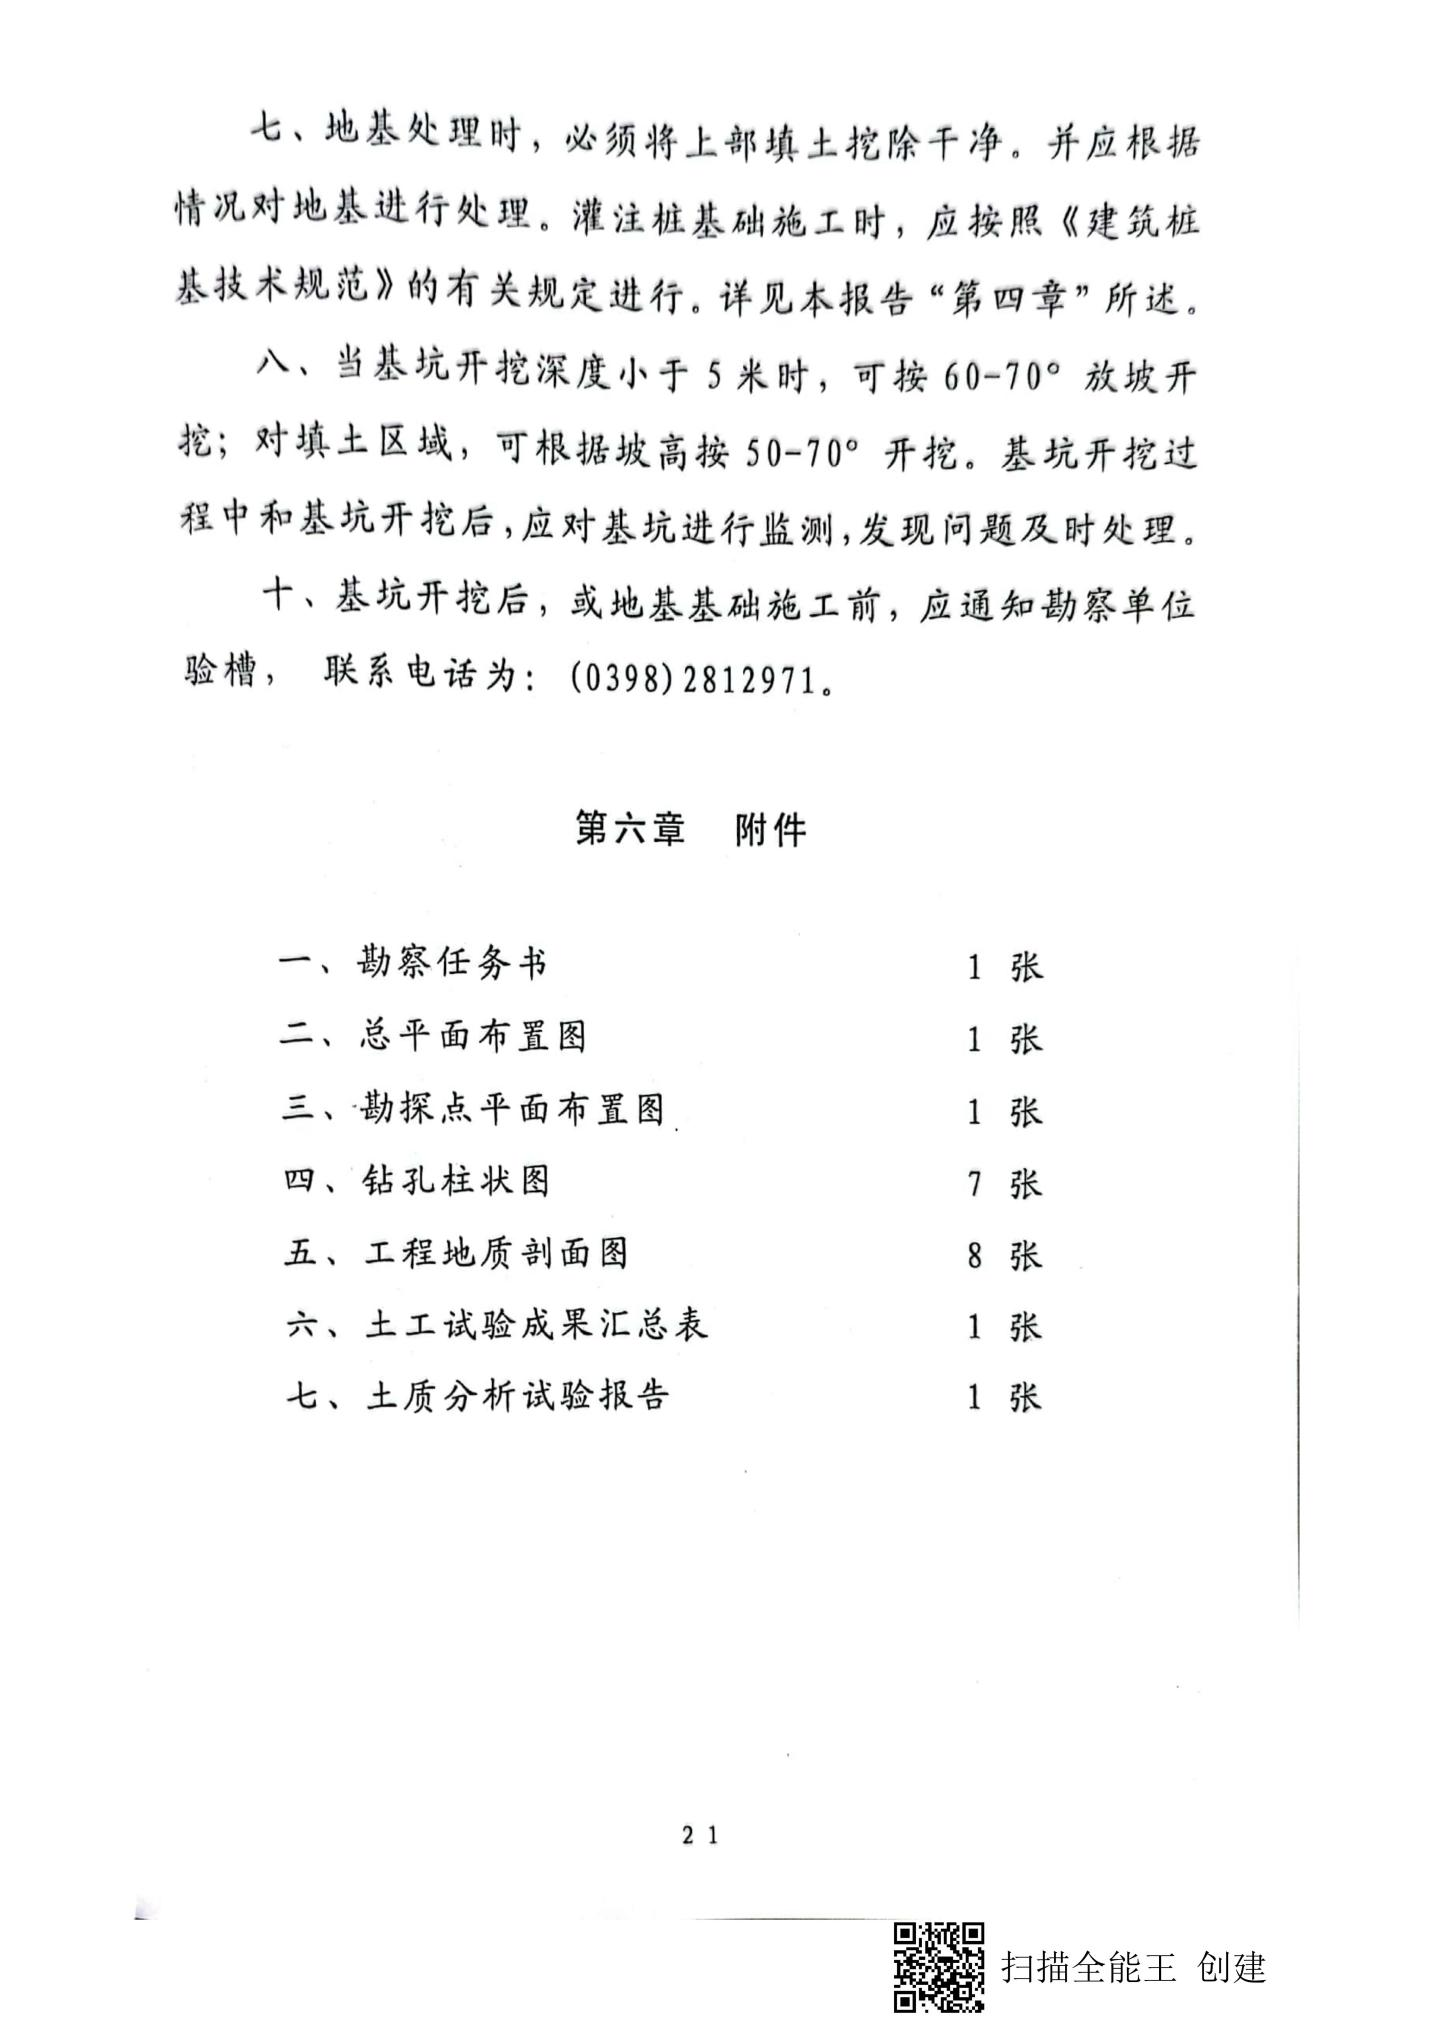 七、地基处理时，必须将上部填土挖除干净。并应根据
情况对地基进行处理。灌注桩基础施工时，应按照《建筑桩
基技术规范》的有关规定进行。详见本报告“第四章”所述。
八、当基坑开挖深度小于5米时，可按60-70°放坡开
挖；对填土区域，可根据坡高按50-70°开挖。基坑开挖过
程中和基坑开挖后,应对基坑进行监测,发现问题及时处理。
十、基坑开挖后，或地基基础施工前，应通知勘察单位
验槽， 联系电话为：(0398)2812971。
第六章 附件
一、勘察任务书 1 张
二、总平面布置图 1 张
三、勘探点平面布置图 1 张
四、钻孔柱状图 7 张
五、工程地质剖面图 8 张
六、土工试验成果汇总表 1 张
七、土质分析试验报告 1 张
21
扫描全能王 创建